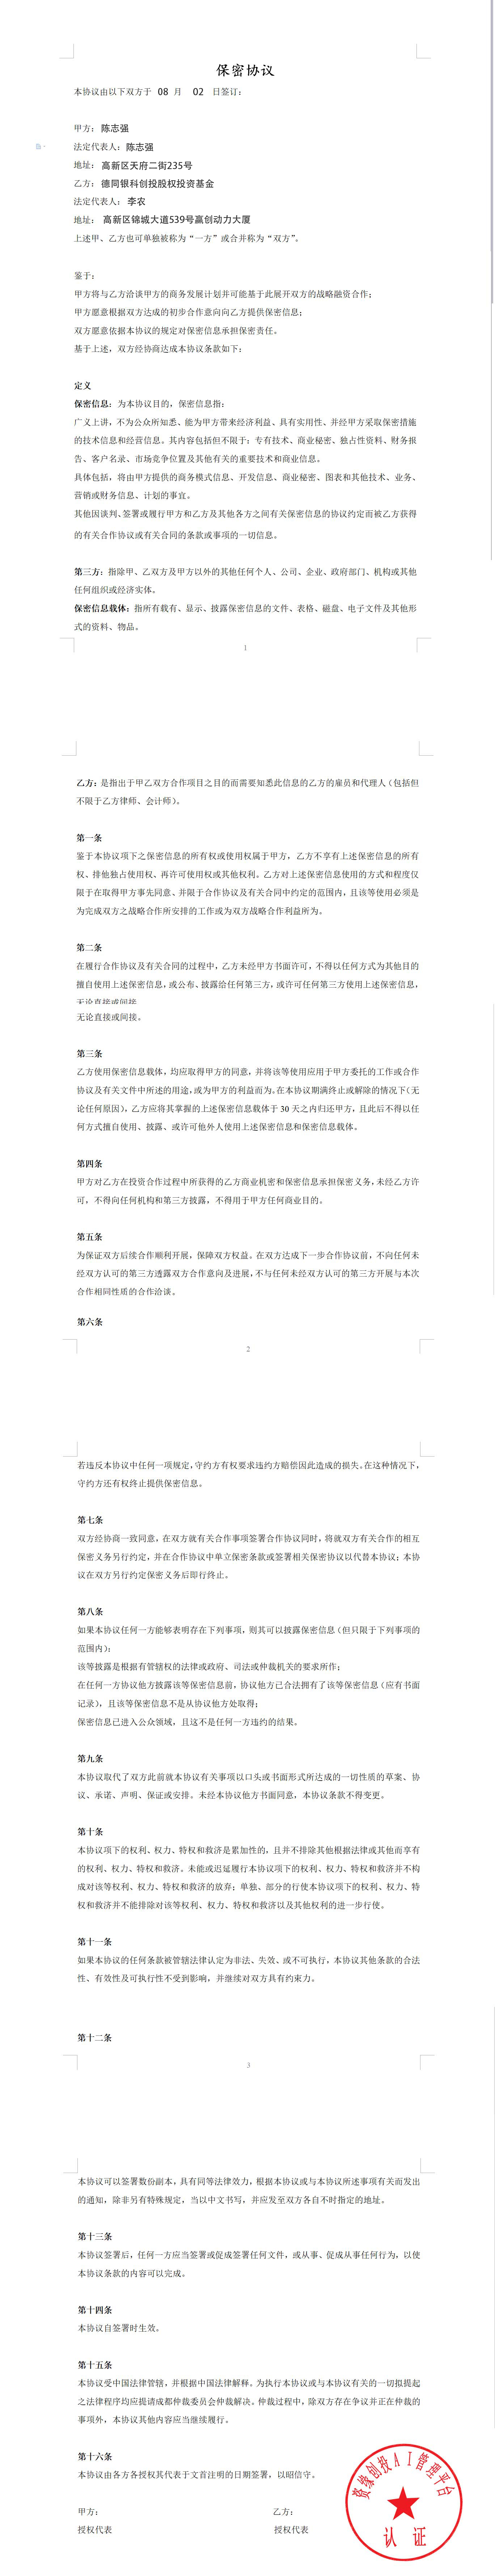 保密协议
本协议由以下双方于 08 月 02 日签订：
甲方： 陈志强
法定代表人： 陈志强
地址： 高新区天府二街235号
乙方： 德同银科创投股权投资基金
法定代表人： 李农
地址： 高新区锦城大道539号赢创动力大厦
上述甲、乙方也可单独被称为“一方”或合并称为“双方”。
鉴于：
甲方将与乙方洽谈甲方的商务发展计划并可能基于此展开双方的战略融资合作；
甲方愿意根据双方达成的初步合作意向向乙方提供保密信息；
双方愿意依据本协议的规定对保密信息承担保密责任。
基于上述，双方经协商达成本协议条款如下：
定义
保密信息：为本协议目的，保密信息指：
广义上讲，不为公众所知悉、能为甲方带来经济利益、具有实用性、并经甲方采取保密措施
的技术信息和经营信息。其内容包括但不限于：专有技术、商业秘密、独占性资料、财务报
告、客户名录、市场竞争位置及其他有关的重要技术和商业信息。
具体包括，将由甲方提供的商务模式信息、开发信息、商业秘密、图表和其他技术、业务、
营销或财务信息、计划的事宜。
其他因谈判、签署或履行甲方和乙方及其他各方之间有关保密信息的协议约定而被乙方获得
的有关合作协议或有关合同的条款或事项的一切信息。
第三方：指除甲、乙双方及甲方以外的其他任何个人、公司、企业、政府部门、机构或其他
任何组织或经济实体。
保密信息载体：指所有载有、显示、披露保密信息的文件、表格、磁盘、电子文件及其他形
式的资料、物品。
1
乙方：是指出于甲乙双方合作项目之目的而需要知悉此信息的乙方的雇员和代理人（包括但
不限于乙方律师、会计师）。
第一条
鉴于本协议项下之保密信息的所有权或使用权属于甲方，乙方不享有上述保密信息的所有
权、排他独占使用权、再许可使用权或其他权利。乙方对上述保密信息使用的方式和程度仅
限于在取得甲方事先同意、并限于合作协议及有关合同中约定的范围内，且该等使用必须是
为完成双方之战略合作所安排的工作或为双方战略合作利益所为。
第二条
在履行合作协议及有关合同的过程中，乙方未经甲方书面许可，不得以任何方式为其他目的
擅自使用上述保密信息，或公布、披露给任何第三方，或许可任何第三方使用上述保密信息，
无论直接或间接
无论直接或间接。
第三条
乙方使用保密信息载体，均应取得甲方的同意，并将该等使用应用于甲方委托的工作或合作
协议及有关文件中所述的用途，或为甲方的利益而为。在本协议期满终止或解除的情况下（无
论任何原因），乙方应将其掌握的上述保密信息载体于 30 天之内归还甲方，且此后不得以任
何方式擅自使用、披露、或许可他外人使用上述保密信息和保密信息载体。
第四条
甲方对乙方在投资合作过程中所获得的乙方商业机密和保密信息承担保密义务，未经乙方许
可，不得向任何机构和第三方披露，不得用于甲方任何商业目的。
第五条
为保证双方后续合作顺利开展，保障双方权益。在双方达成下一步合作协议前，不向任何未
经双方认可的第三方透露双方合作意向及进展，不与任何未经双方认可的第三方开展与本次
合作相同性质的合作洽谈。
第六条
2
若违反本协议中任何一项规定，守约方有权要求违约方赔偿因此造成的损失。在这种情况下，
守约方还有权终止提供保密信息。
第七条
双方经协商一致同意，在双方就有关合作事项签署合作协议同时，将就双方有关合作的相互
保密义务另行约定，并在合作协议中单立保密条款或签署相关保密协议以代替本协议；本协
议在双方另行约定保密义务后即行终止。
第八条
如果本协议任何一方能够表明存在下列事项，则其可以披露保密信息（但只限于下列事项的
范围内）：
该等披露是根据有管辖权的法律或政府、司法或仲裁机关的要求所作；
在任何一方协议他方披露该等保密信息前，协议他方已合法拥有了该等保密信息（应有书面
记录），且该等保密信息不是从协议他方处取得；
保密信息已进入公众领域，且这不是任何一方违约的结果。
第九条
本协议取代了双方此前就本协议有关事项以口头或书面形式所达成的一切性质的草案、协
议、承诺、声明、保证或安排。未经本协议他方书面同意，本协议条款不得变更。
第十条
本协议项下的权利、权力、特权和救济是累加性的，且并不排除其他根据法律或其他而享有
的权利、权力、特权和救济。未能或迟延履行本协议项下的权利、权力、特权和救济并不构
成对该等权利、权力、特权和救济的放弃；单独、部分的行使本协议项下的权利、权力、特
权和救济并不能排除对该等权利、权力、特权和救济以及其他权利的进一步行使。
第十一条
如果本协议的任何条款被管辖法律认定为非法、失效、或不可执行，本协议其他条款的合法
性、有效性及可执行性不受到影响，并继续对双方具有约束力。
第十二条
3
本协议可以签署数份副本，具有同等法律效力，根据本协议或与本协议所述事项有关而发出
的通知，除非另有特殊规定，当以中文书写，并应发至双方各自不时指定的地址。
第十三条
本协议签署后，任何一方应当签署或促成签署任何文件，或从事、促成从事任何行为，以使
本协议条款的内容可以完成。
第十四条
本协议自签署时生效。
第十五条
本协议受中国法律管辖，并根据中国法律解释。为执行本协议或与本协议有关的一切拟提起
之法律程序均应提请成都仲裁委员会仲裁解决。仲裁过程中，除双方存在争议并正在仲裁的
事项外，本协议其他内容应当继续履行。
第十六条
本协议由各方各授权其代表于文首注明的日期签署，以昭信守。
甲方： 乙方：
授权代表 授权代表
资缘创投AI管理平台
认 证